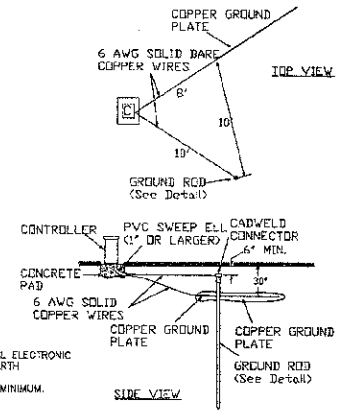 COPPER GROUND
PLATE
6 AWG SOLID BARE
COPPER WIRES
TOP VIEW
C
8'
10'
10'
GROUND ROD
(See Detail)
CONTROLLER
PVC SWEEP ELL
(1" OR LARGER)
CADWELD
CONNECTOR
6" MIN.
CONCRETE
PAD
30"
6 AWG SOLID
COPPER WIRES
COPPER GROUND
PLATE
COPPER GROUND
PLATE
GROUND ROD
(See Detail)
L ELECTRONIC
RTH
MINIMUM.
SIDE VIEW